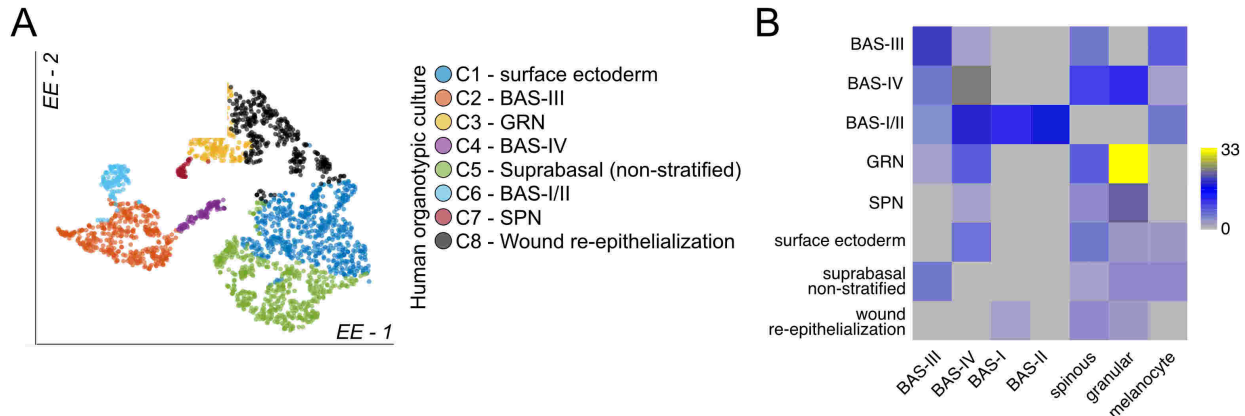 A
EE - 2
EE - 1
Human organotypic culture
C1 - surface ectoderm
C2 - BAS-III
C3 - GRN
C4 - BAS-IV
C5 - Suprabasal (non-stratified)
C6 - BAS-I/II
C7 - SPN
C8 - Wound re-epithelialization
B
BAS-III
BAS-IV
BAS-I/II
GRN
SPN
surface ectoderm
suprabasal
non-stratified
wound
re-epithelialization
BAS-III
BAS-IV
BAS-I
BAS-II
spinous
granular
melanocyte
33
0